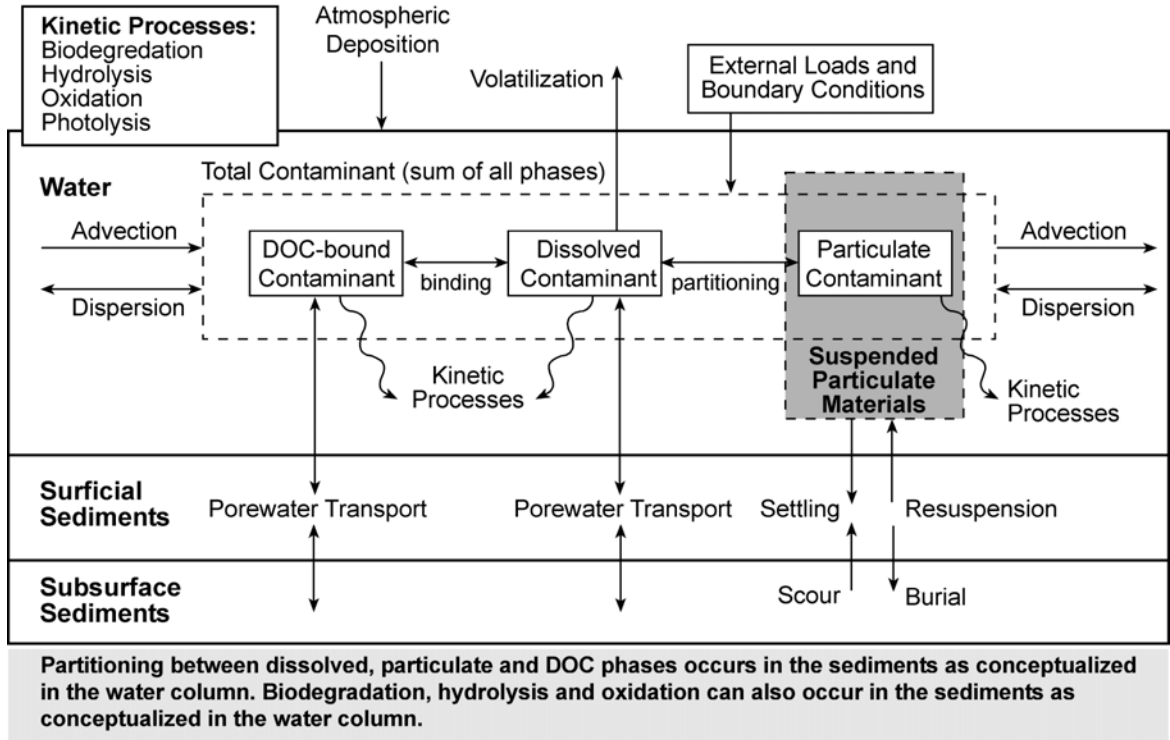 Kinetic Processes:
Biodegredation
Hydrolysis
Oxidation
Photolysis
Atmospheric
Deposition
Volatilization
External Loads and
Boundary Conditions
Water
Total Contaminant (sum of all phases)
Advection
Dispersion
DOC-bound
Contaminant
binding
Dissolved
Contaminant
partitioning
Particulate
Contaminant
Advection
Dispersion
Kinetic
Processes
Suspended
Particulate
Materials
Kinetic
Processes
Surficial
Sediments
Porewater Transport
Porewater Transport
Settling
Resuspension
Subsurface
Sediments
Scour
Burial
Partitioning between dissolved, particulate and DOC phases occurs in the sediments as conceptualized
in the water column. Biodegradation, hydrolysis and oxidation can also occur in the sediments as
conceptualized in the water column.